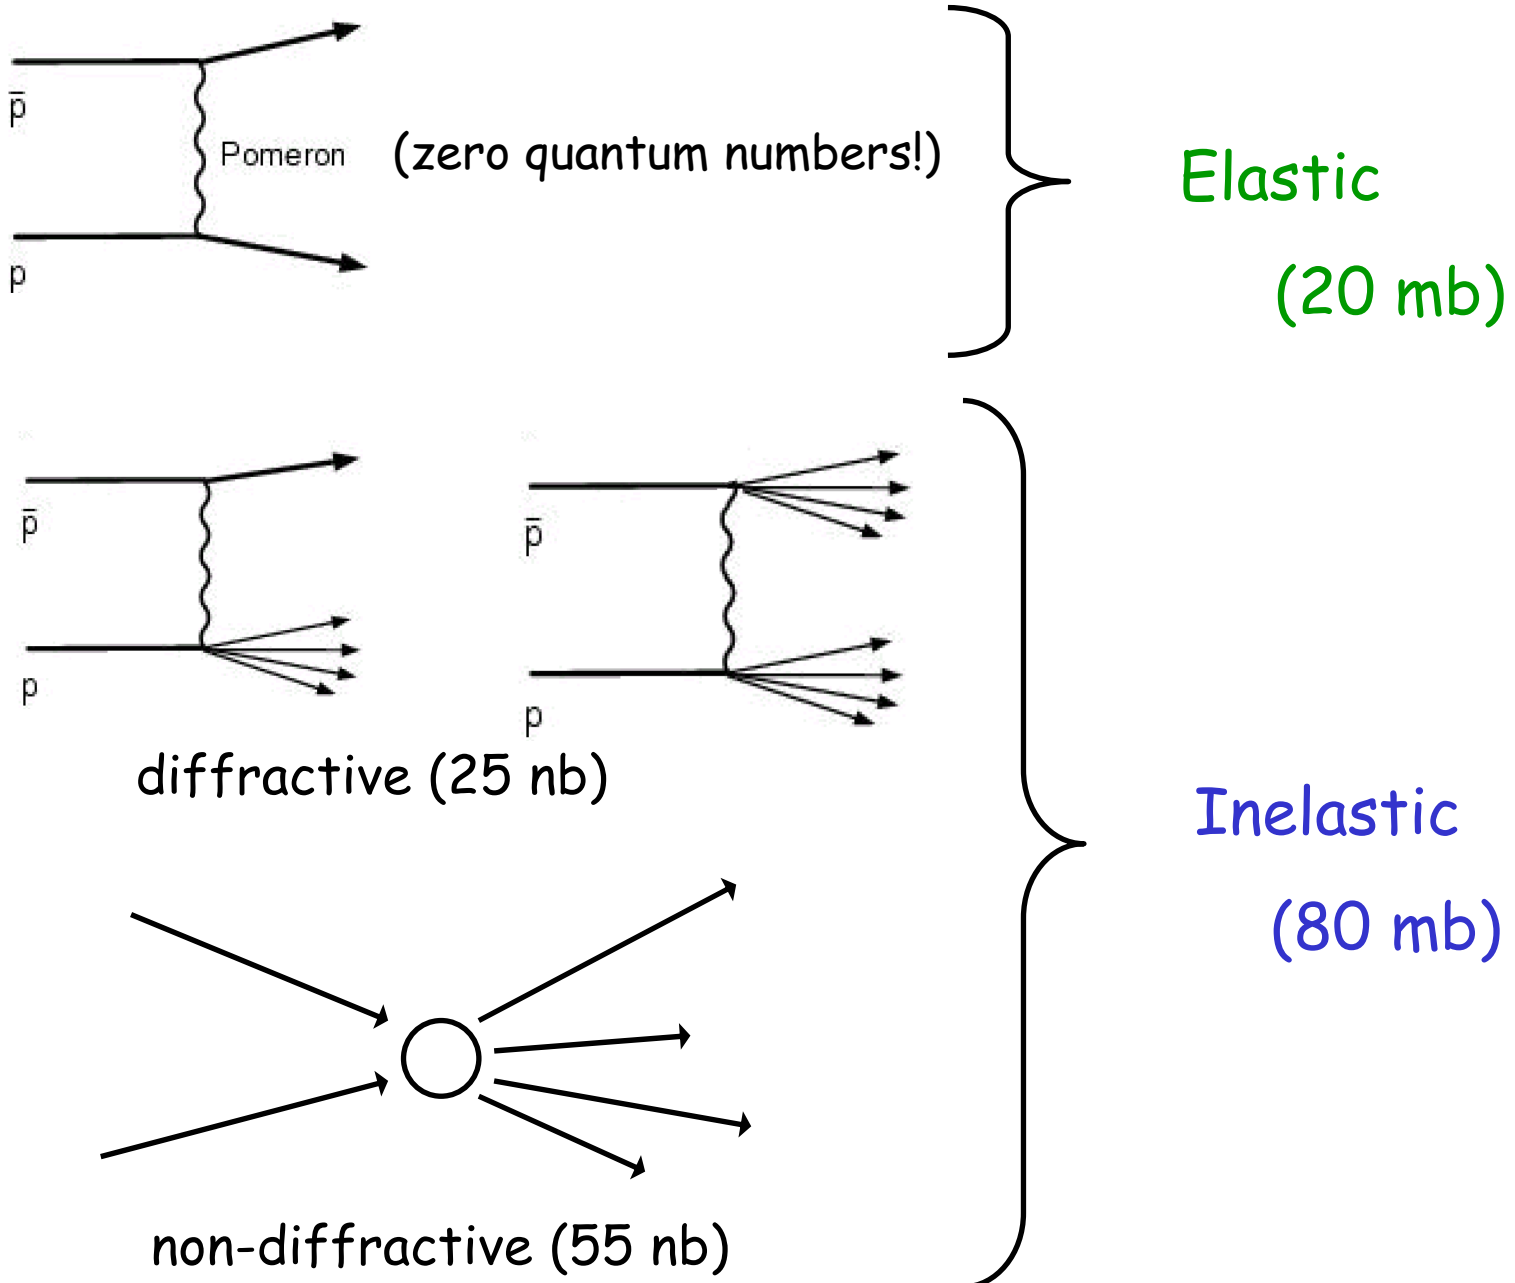 p̄
Pomeron (zero quantum numbers!)
p
Elastic
(20 mb)
p̄
p
p̄
p
diffractive (25 nb)
Inelastic
(80 mb)
non-diffractive (55 nb)